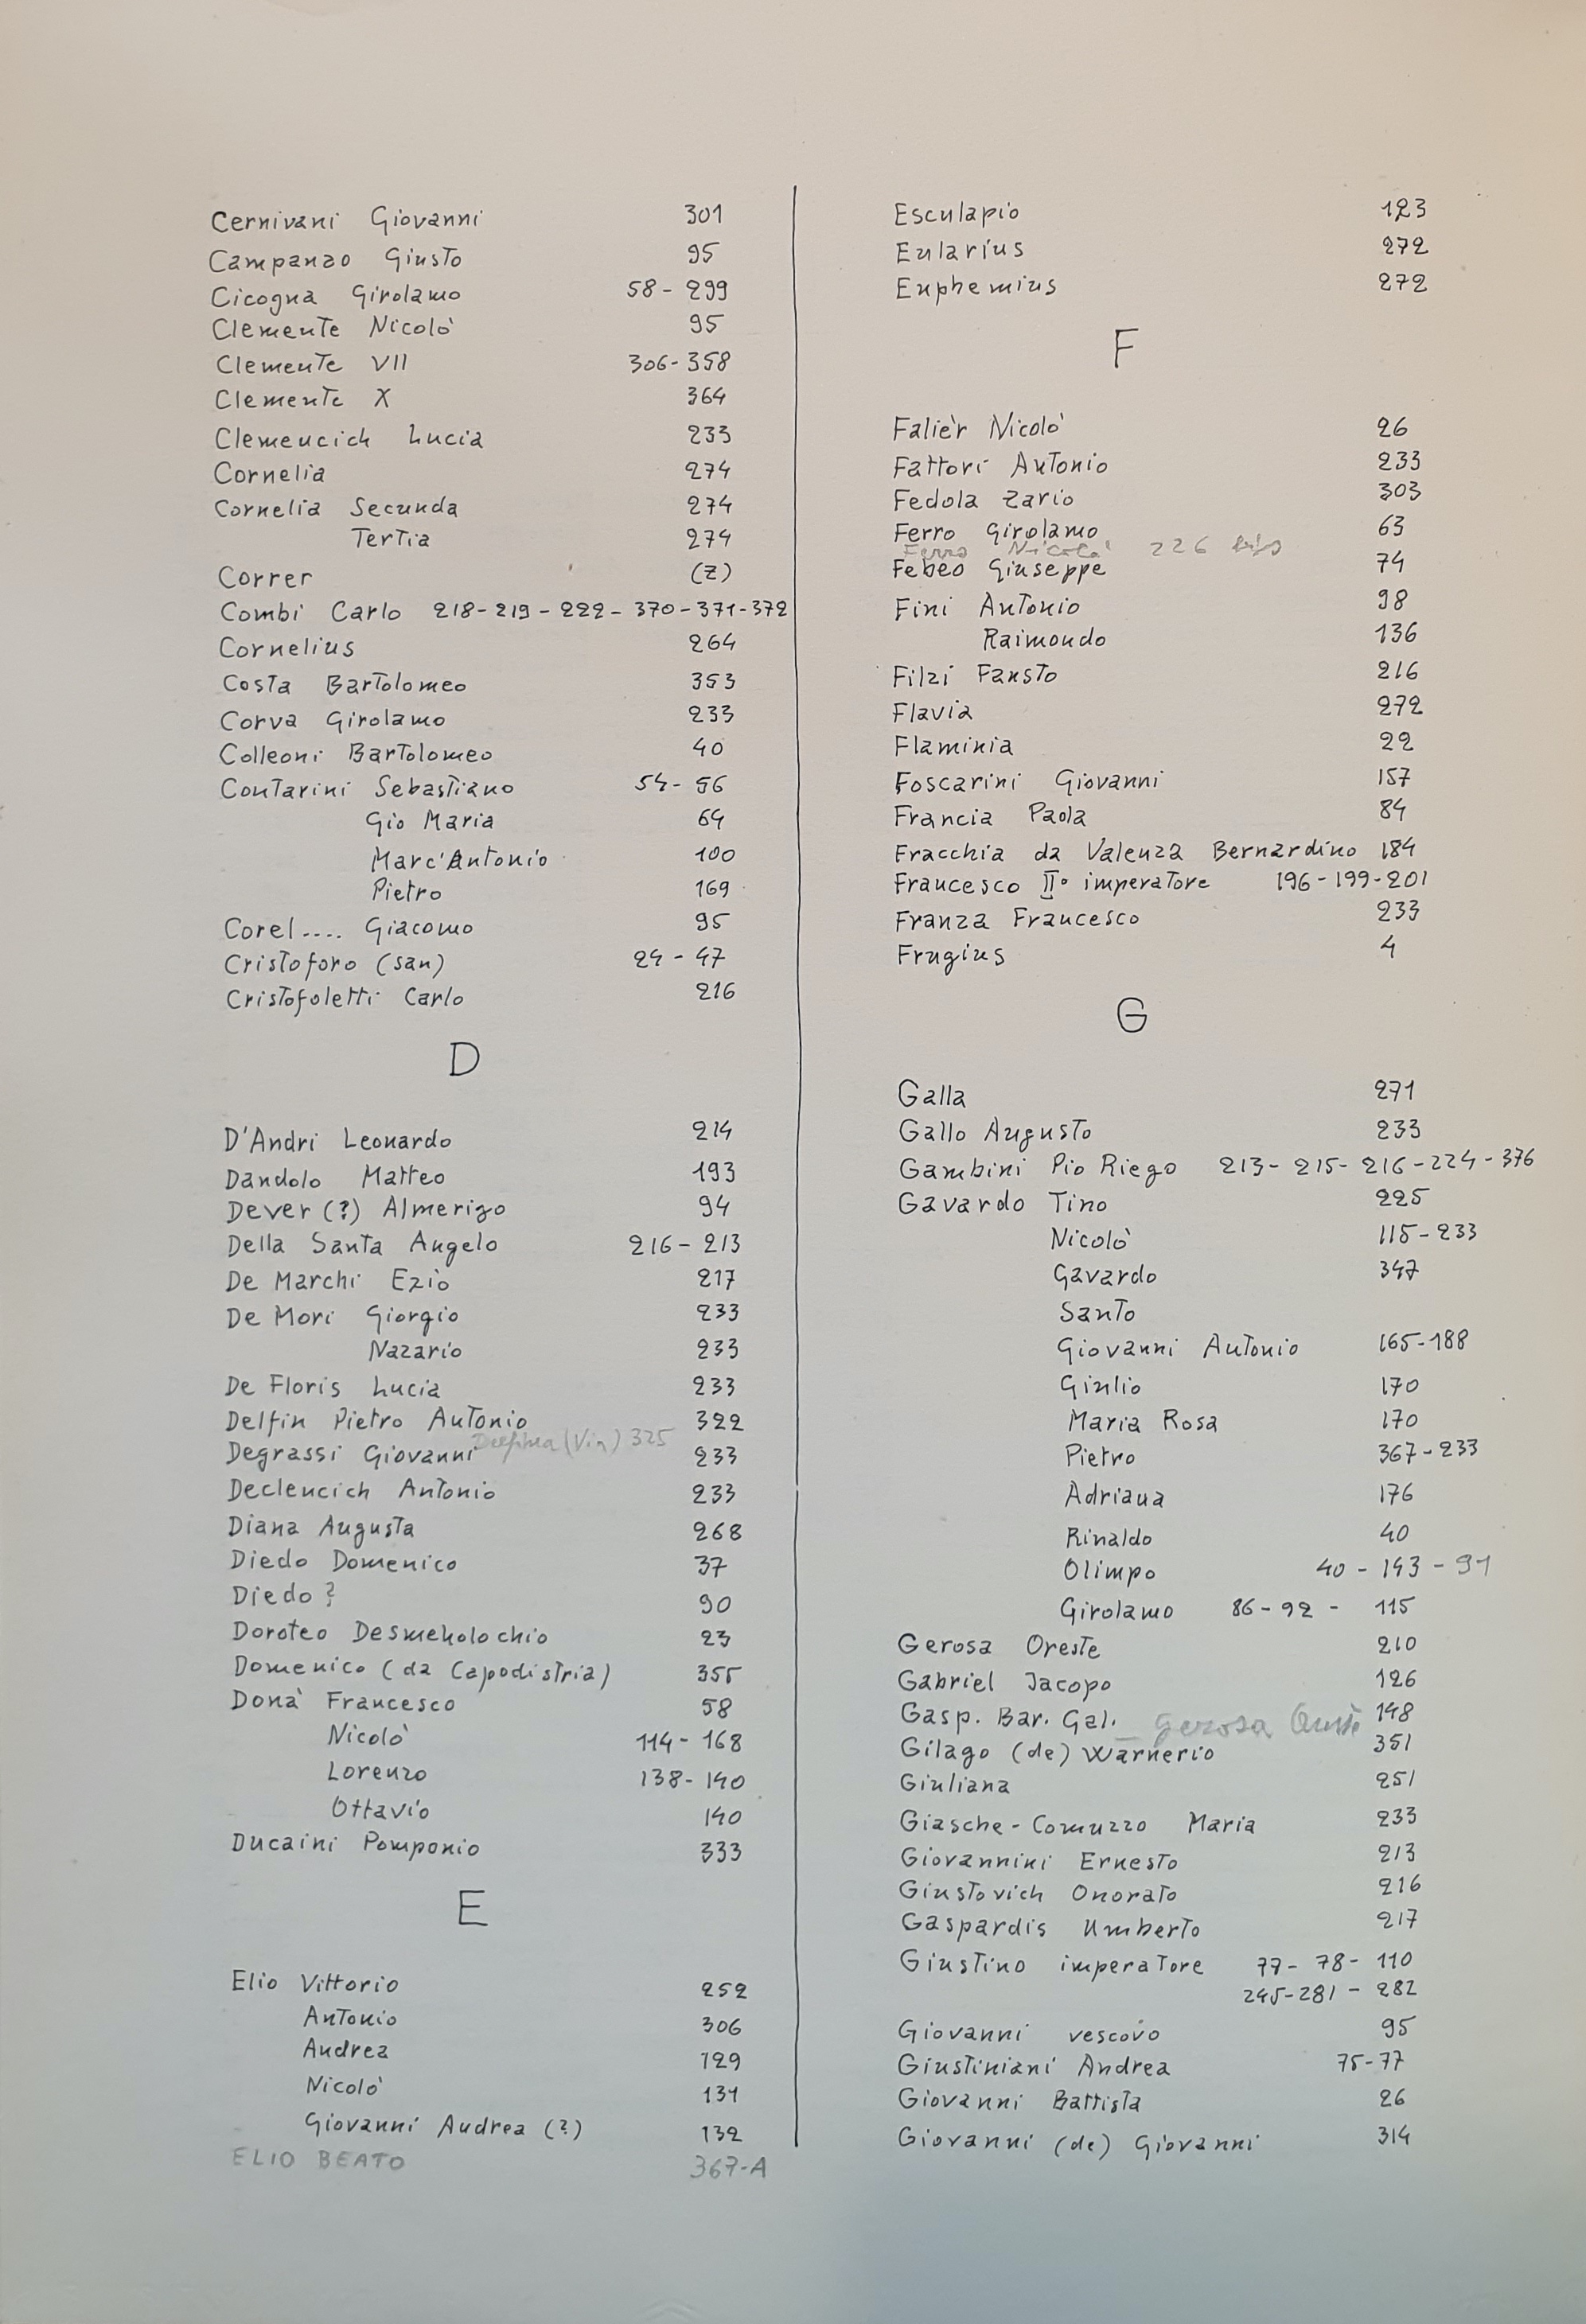 Cernivani Giovanni 301
Campanzo Giusto 95
Cicogna Girolamo 58 - 299
Clemente Nicolò 95
Clemente VII 306-358
Clemente X 364
Clemencich Lucia 233
Cornelia 274
Cornelia Secunda 274
Tertia 274
Correr (Z)
Combi Carlo 218-219-222-370-371-372
Cornelius 264
Costa Bartolomeo 353
Corva Girolamo 233
Colleoni Bartolomeo 40
Contarini Sebastiano 54-56
Gio Maria 64
Marc'Antonio 100
Pietro 169
Corel.... Giacomo 95
Cristoforo (san) 24-47
Cristofoletti Carlo 216
D
D'Andri Leonardo 214
Dandolo Matteo 193
Dever (?) Almerigo 94
Della Santa Angelo 216-213
De Marchi Ezio 217
De Mori Giorgio 233
Nazario 233
De Floris Lucia 233
Delfin Pietro Antonio 322
Delfina (Via) 325
Degrassi Giovanni 233
Declencich Antonio 233
Diana Augusta 268
Diedo Domenico 37
Diedo ? 90
Doroteo Desmenolochio 23
Domenico (da Capodistria) 355
Donà Francesco 58
Nicolò 114-168
Lorenzo 138-140
Ottavio 140
Ducaini Pomponio 333
E
Elio Vittorio 252
Antonio 306
Andrea 129
Nicolò 131
Giovanni Andrea (?) 132
ELIO BEATO 367-A
Esculapio 123
Eularius 272
Euphemius 272
F
Falièr Nicolò 26
Fattori Antonio 233
Fedola Zario 303
Ferro Girolamo 63
Ferro Nicolò 226 bis
Febeo Giuseppe 74
Fini Antonio 98
Raimondo 136
Filzi Fausto 216
Flavia 272
Flaminia 22
Foscarini Giovanni 157
Francia Paola 84
Fracchia da Valenza Bernardino 184
Francesco II° imperatore 196-199-201
Franza Francesco 233
Frugius 4
G
Galla 271
Gallo Augusto 233
Gambini Pio Riego 213-215-216-224-376
Gavardo Tino 225
Nicolò 115-233
Gavardo 347
Santo
Giovanni Antonio 165-188
Giulio 170
Maria Rosa 170
Pietro 367-233
Adriana 176
Rinaldo 40
Olimpo 40-143-91
Girolamo 86-92-115
Gerosa Oreste 210
Gabriel Jacopo 126
Gasp. Bar. Gal. 148
Gerosa
Gilago (de) Warnerio 351
Giuliana 251
Giasche-Comuzzo Maria 233
Giovannini Ernesto 213
Giustovich Onorato 216
Gaspardis Umberto 217
Giustino imperatore 77-78-110
245-281-282
Giovanni vescovo 95
Giustiniani Andrea 75-77
Giovanni Battista 26
Giovanni (de) Giovanni 314